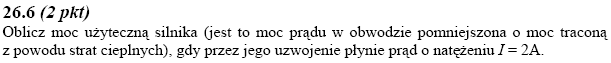 26.6 (2 pkt)
Oblicz moc użyteczną silnika (jest to moc prądu w obwodzie pomniejszona o moc traconą
z powodu strat cieplnych), gdy przez jego uzwojenie płynie prąd o natężeniu I = 2A.